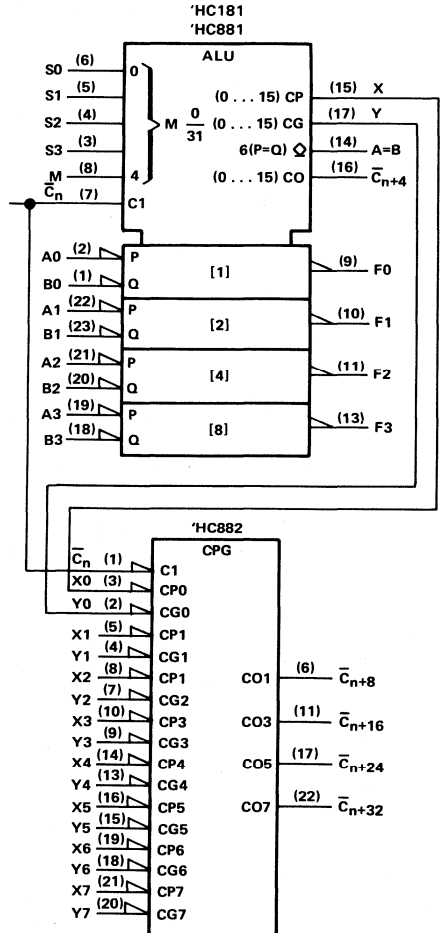 'HC181
'HC881
ALU
S0 (6) 0
S1 (5)
S2 (4)
S3 (3)
M (8) 4
C̅n (7) C1
M 0/31
(0 ... 15) CP (15) X
(0 ... 15) CG (17) Y
6(P=Q) (14) A=B
(0 ... 15) CO (16) C̅n+4
A0 (2) P
B0 (1) Q
[1] (9) F0
A1 (22) P
B1 (23) Q
[2] (10) F1
A2 (21) P
B2 (20) Q
[4] (11) F2
A3 (19) P
B3 (18) Q
[8] (13) F3
'HC882
CPG
C̅n (1) C1
X0 (3) CP0
Y0 (2) CG0
X1 (5) CP1
Y1 (4) CG1
X2 (8) CP1
Y2 (7) CG2
X3 (10) CP3
Y3 (9) CG3
X4 (14) CP4
Y4 (13) CG4
X5 (16) CP5
Y5 (15) CG5
X6 (19) CP6
Y6 (18) CG6
X7 (21) CP7
Y7 (20) CG7
CO1 (6) C̅n+8
CO3 (11) C̅n+16
CO5 (17) C̅n+24
CO7 (22) C̅n+32